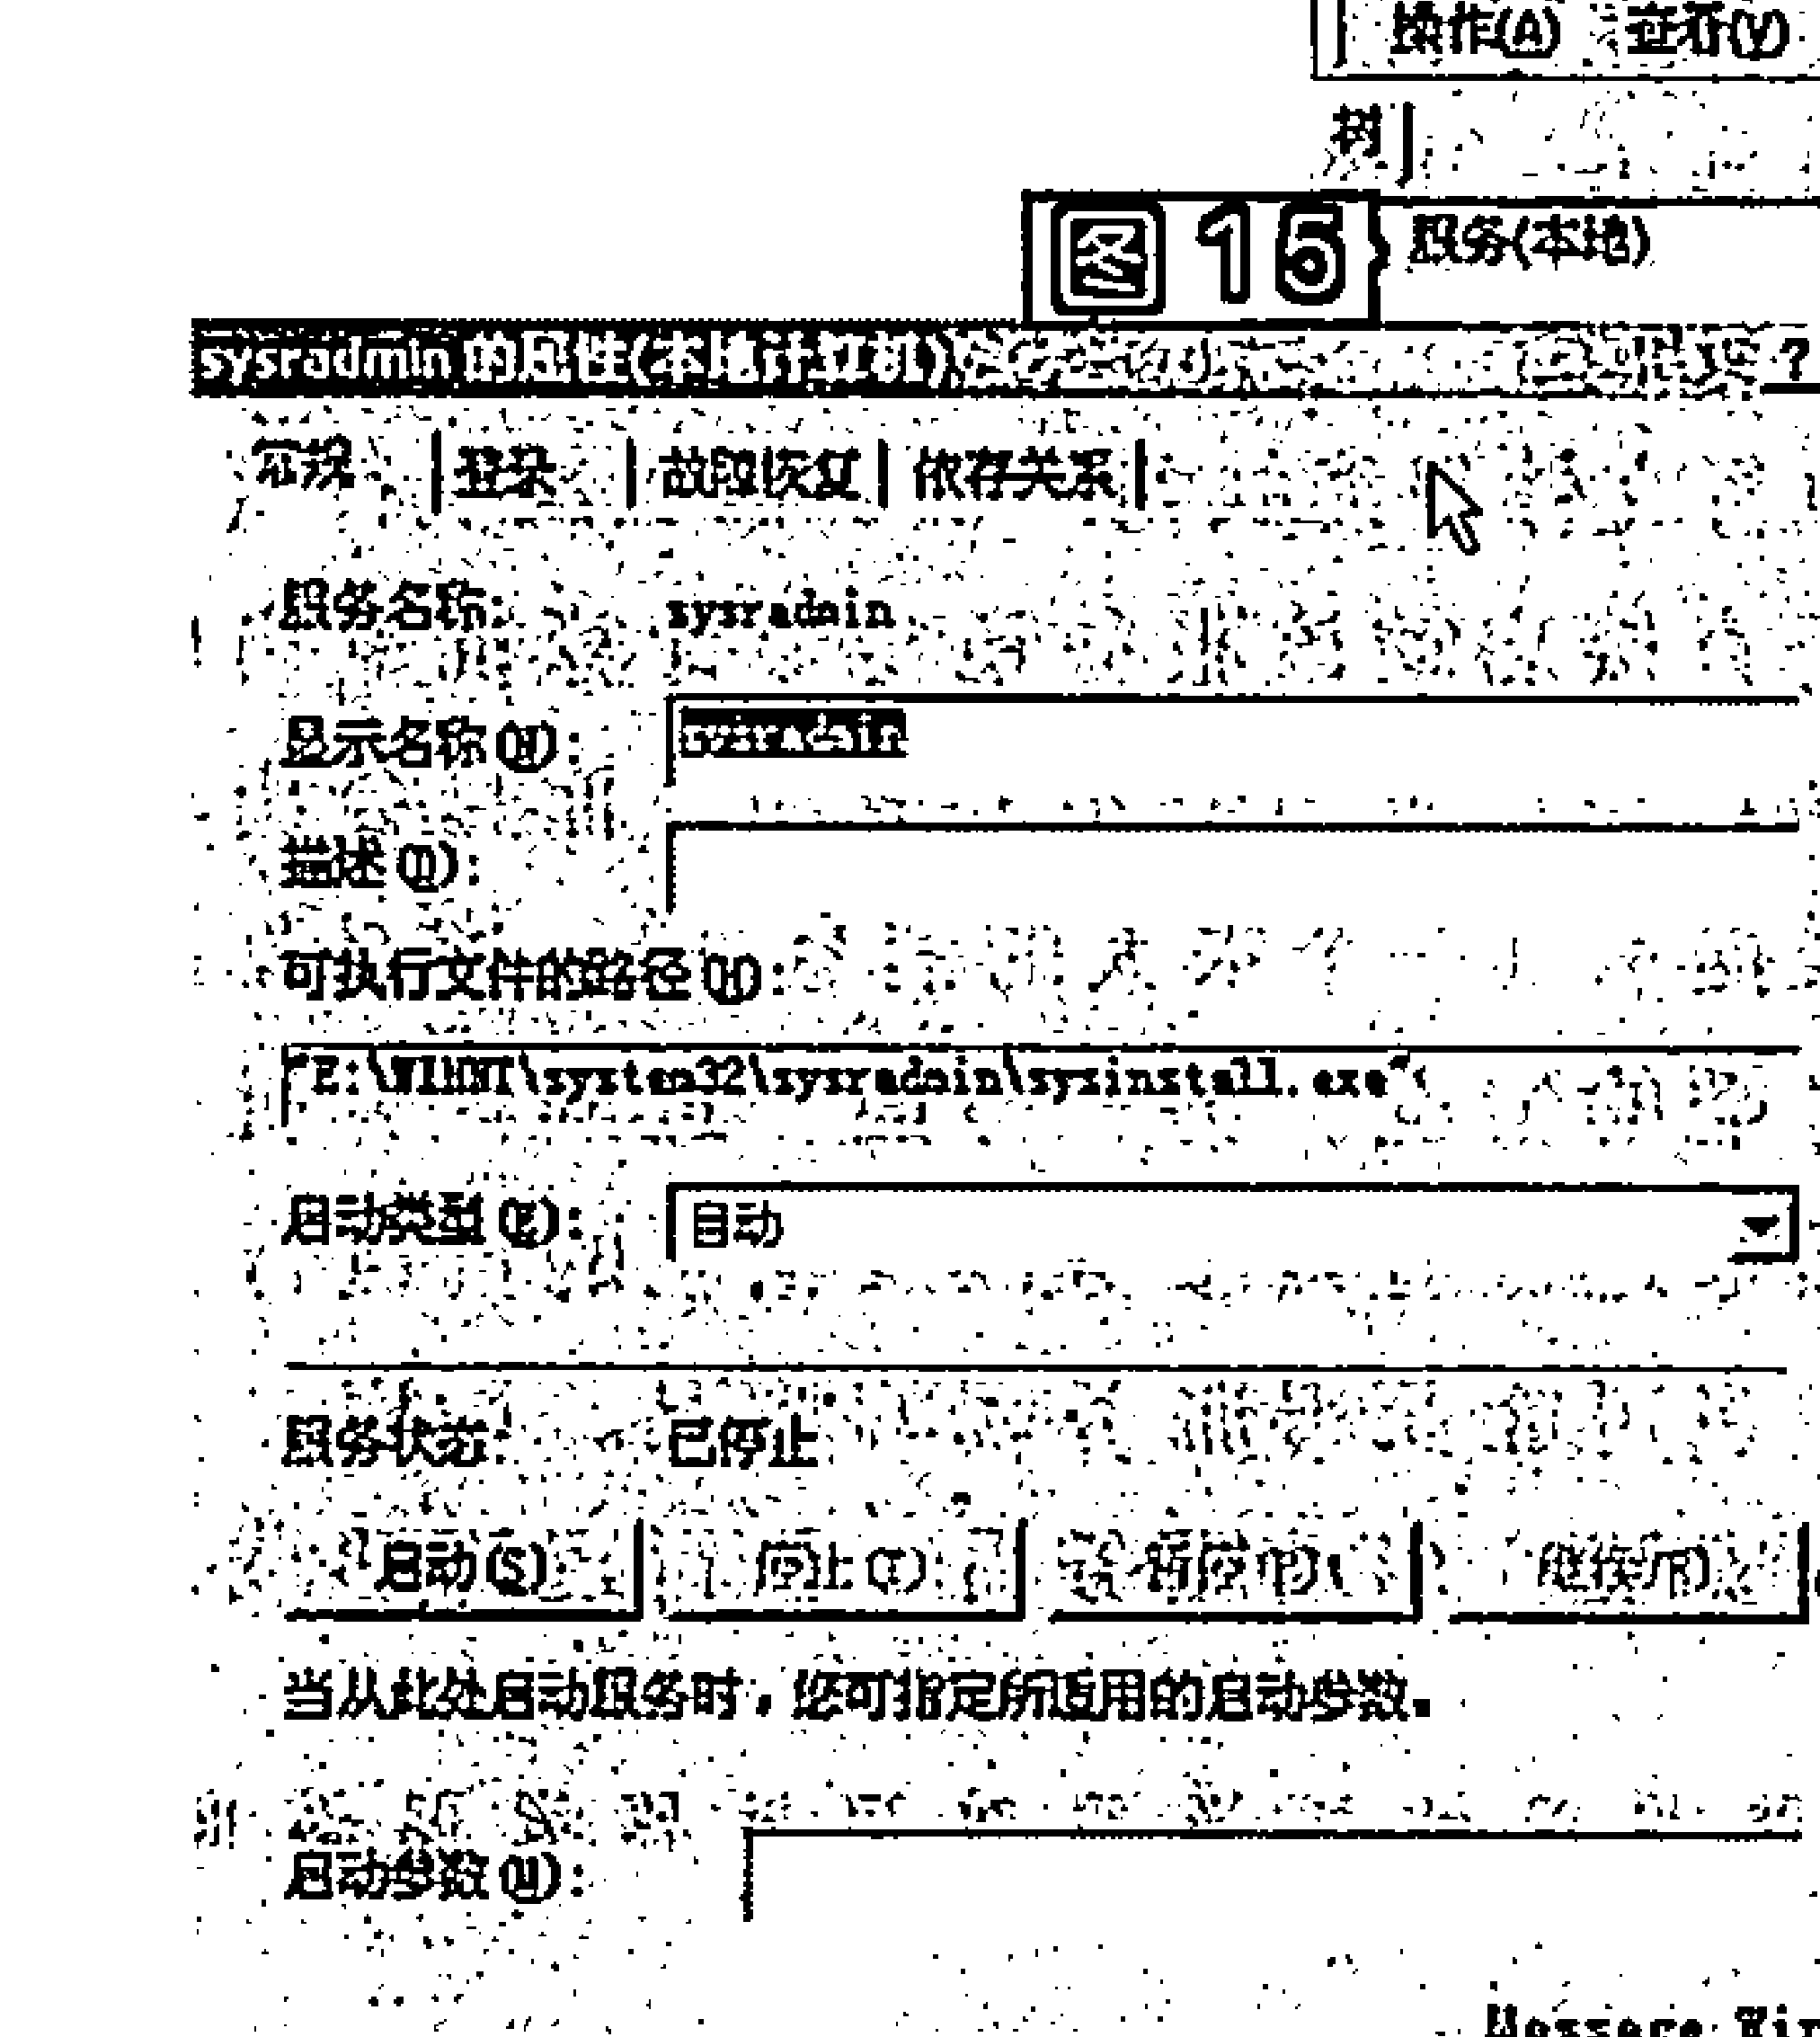 操作(A) 查看(V)
树
图 15
服务(本地)
sysradmin 的属性(本地计算机)
常规 登录 故障恢复 依存关系
服务名称: sysradmin
显示名称(N): sysradmin
描述(D):
可执行文件的路径(H):
"E:\WINNT\system32\sysradmin\sysinstall.exe"
启动类型(E): 自动
服务状态: 已停止
启动(S) 停止(T) 暂停(P) 继续(R)
当从此处启动服务时，您可指定所适用的启动参数。
启动参数(M):